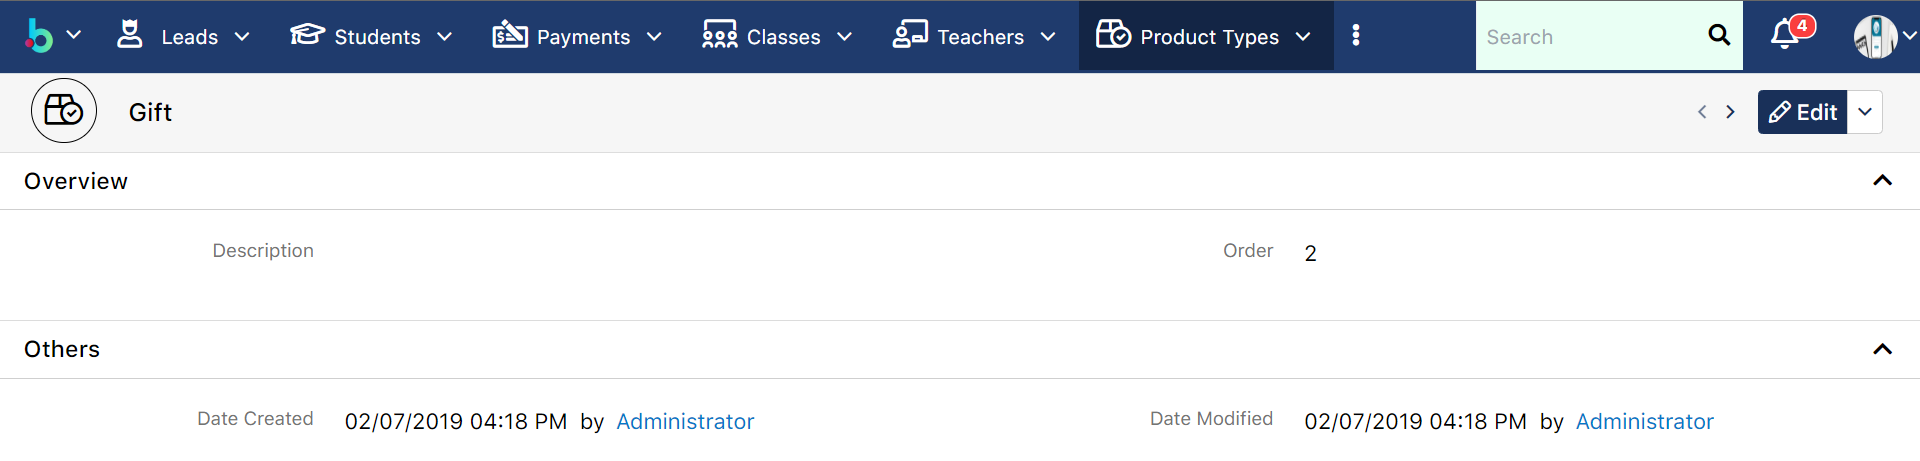 Leads Students Payments Classes Teachers Product Types Search 4
Gift Edit
Overview
Description Order 2
Others
Date Created 02/07/2019 04:18 PM by Administrator Date Modified 02/07/2019 04:18 PM by Administrator